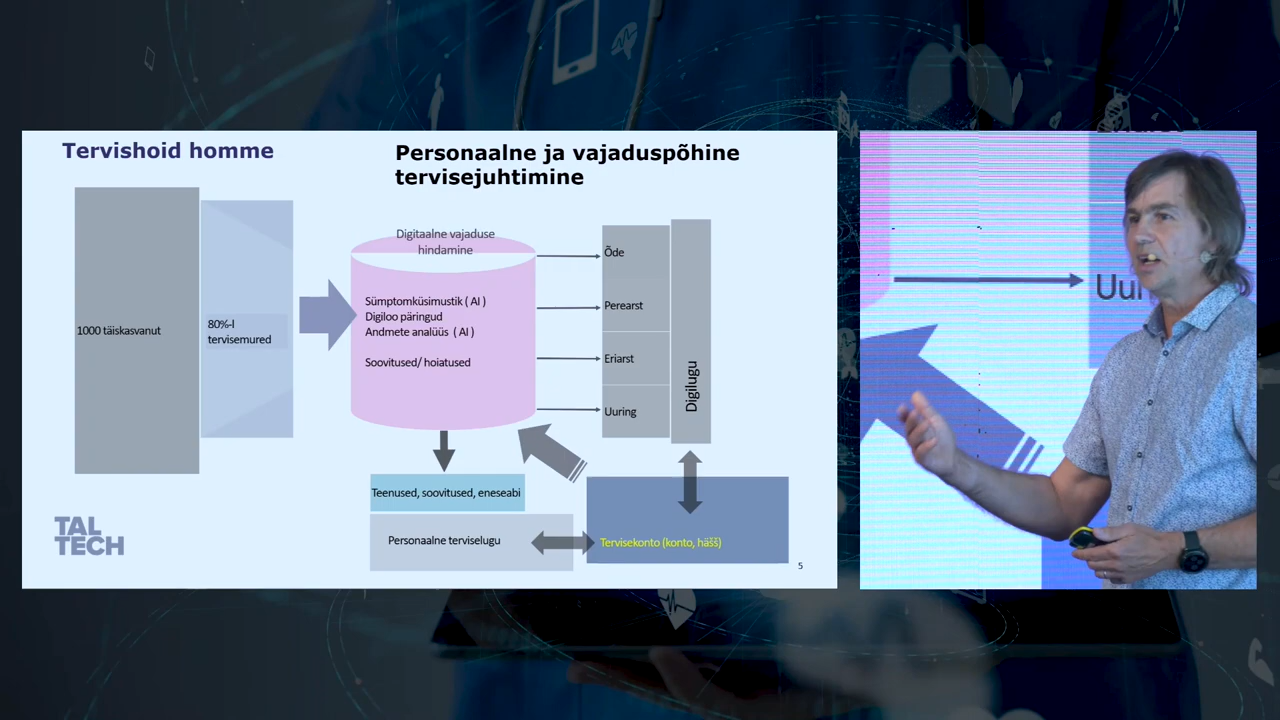 Tervishoid homme
Personaalne ja vajaduspõhine
tervisejuhtimine
1000 täiskasvanut
80%-l
tervisemured
Digitaalne vajaduse
hindamine
Sümptomküsimustik ( AI )
Digiloo päringud
Andmete analüüs ( AI )
Soovitused/ hoiatused
Õde
Perearst
Eriarst
Uuring
Digilugu
Teenused, soovitused, eneseabi
Personaalne terviselugu
Tervisekonto (konto, häšš)
TAL
TECH
5
Uur